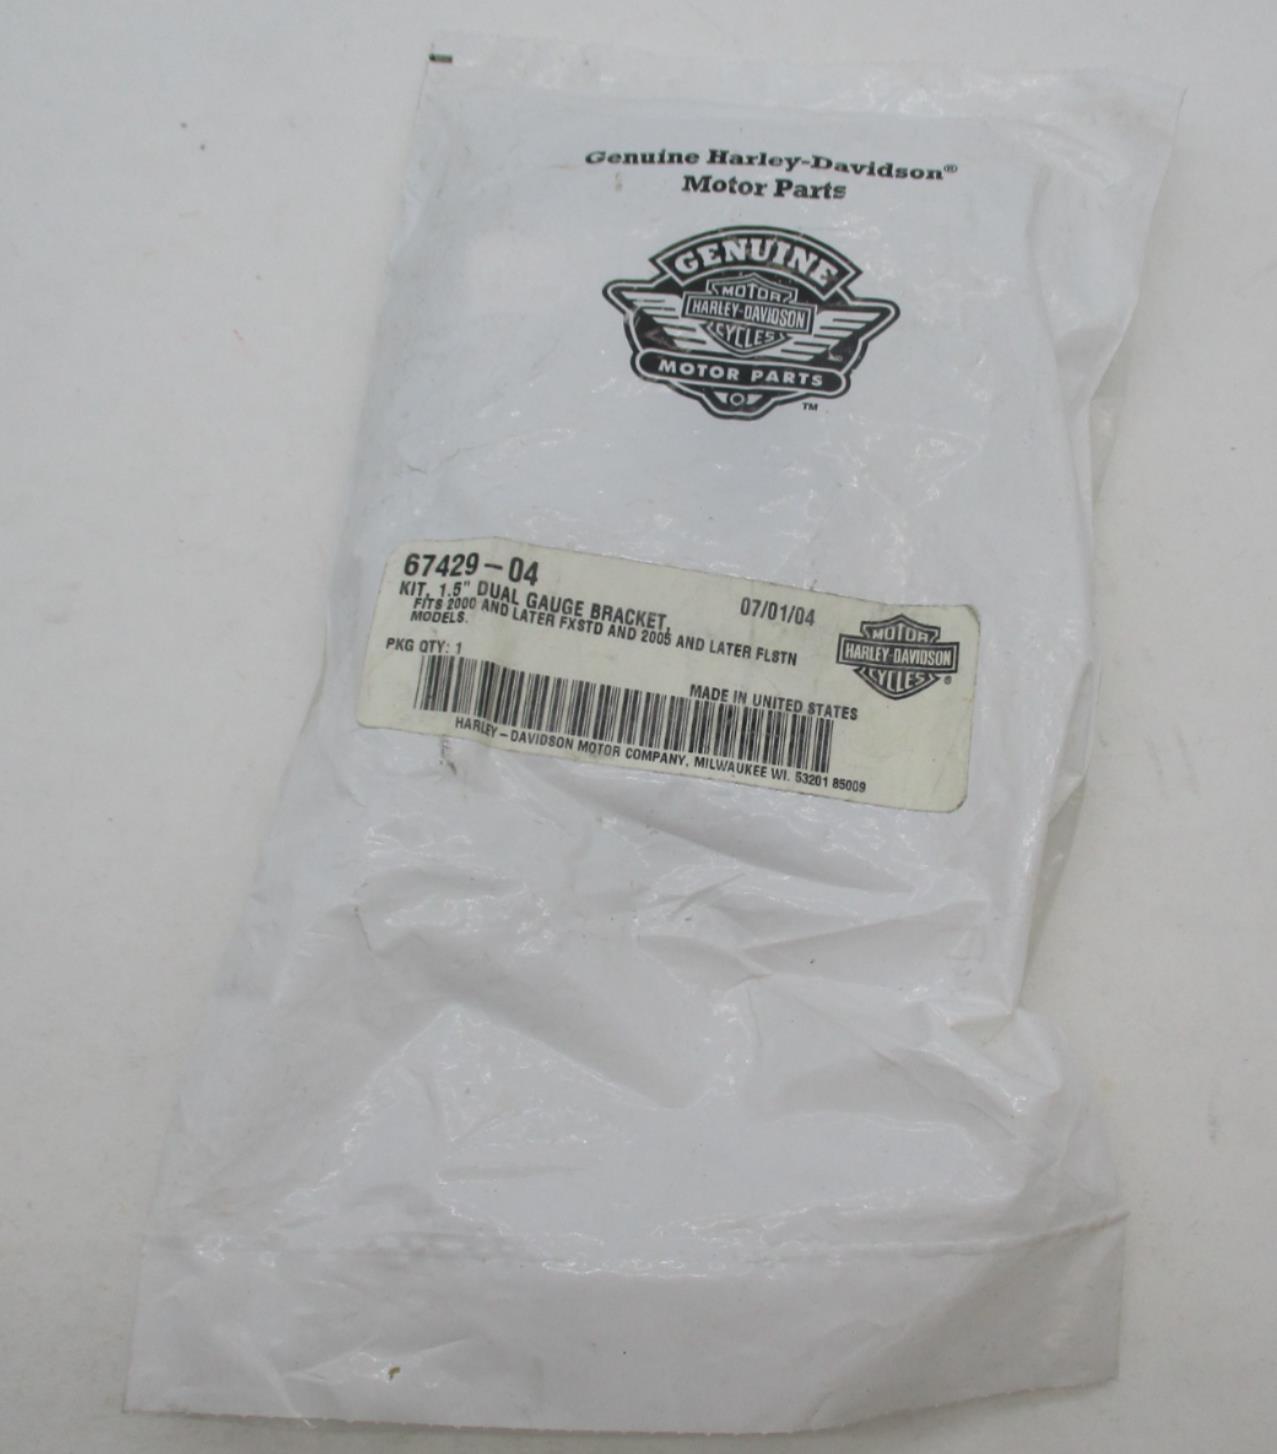 Genuine Harley-Davidson®
Motor Parts
GENUINE
MOTOR
HARLEY-DAVIDSON
CYCLES
MOTOR PARTS
TM
67429-04
07/01/04
KIT, 1.5" DUAL GAUGE BRACKET,
FITS 2000 AND LATER FXSTD AND 2005 AND LATER FLSTN
MODELS.
PKG QTY: 1
MOTOR
HARLEY-DAVIDSON
CYCLES
®
MADE IN UNITED STATES
HARLEY-DAVIDSON MOTOR COMPANY, MILWAUKEE WI. 53201 85009